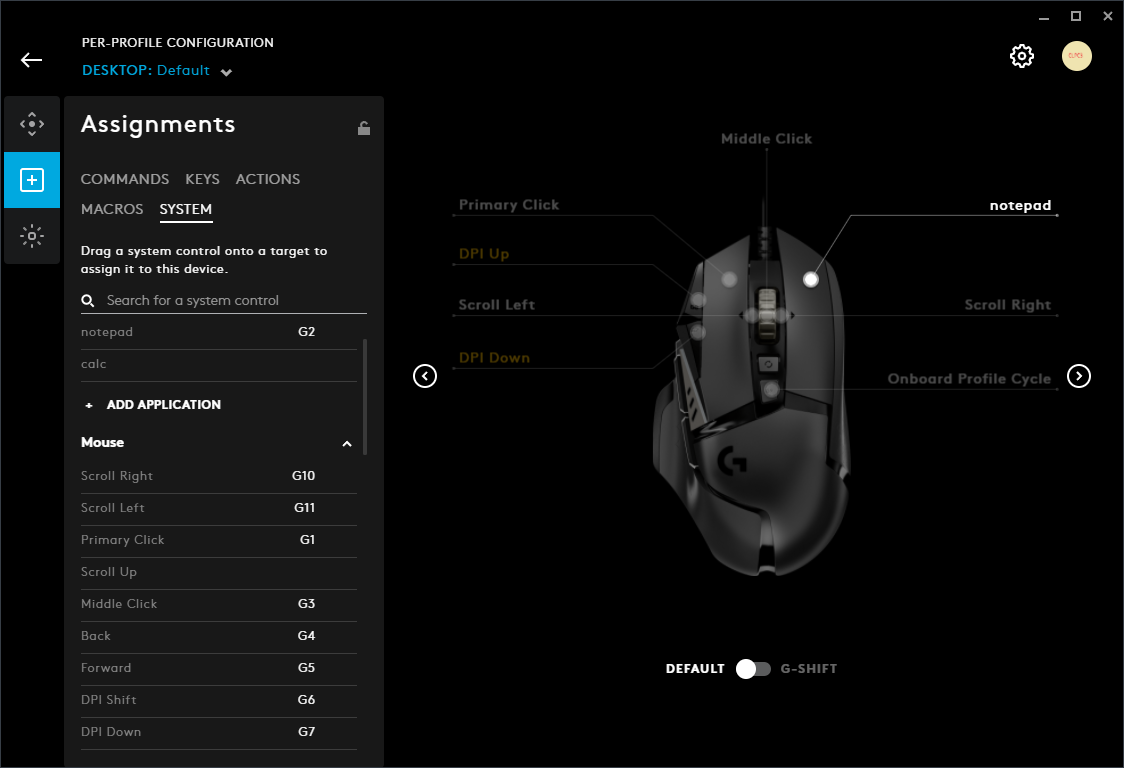 PER-PROFILE CONFIGURATION
DESKTOP: Default
Assignments
COMMANDS KEYS ACTIONS
MACROS SYSTEM
Drag a system control onto a target to
assign it to this device.
Search for a system control
notepad G2
calc
+ ADD APPLICATION
Mouse
Scroll Right G10
Scroll Left G11
Primary Click G1
Scroll Up
Middle Click G3
Back G4
Forward G5
DPI Shift G6
DPI Down G7
Middle Click
Primary Click
notepad
DPI Up
Scroll Left
Scroll Right
DPI Down
Onboard Profile Cycle
DEFAULT G-SHIFT